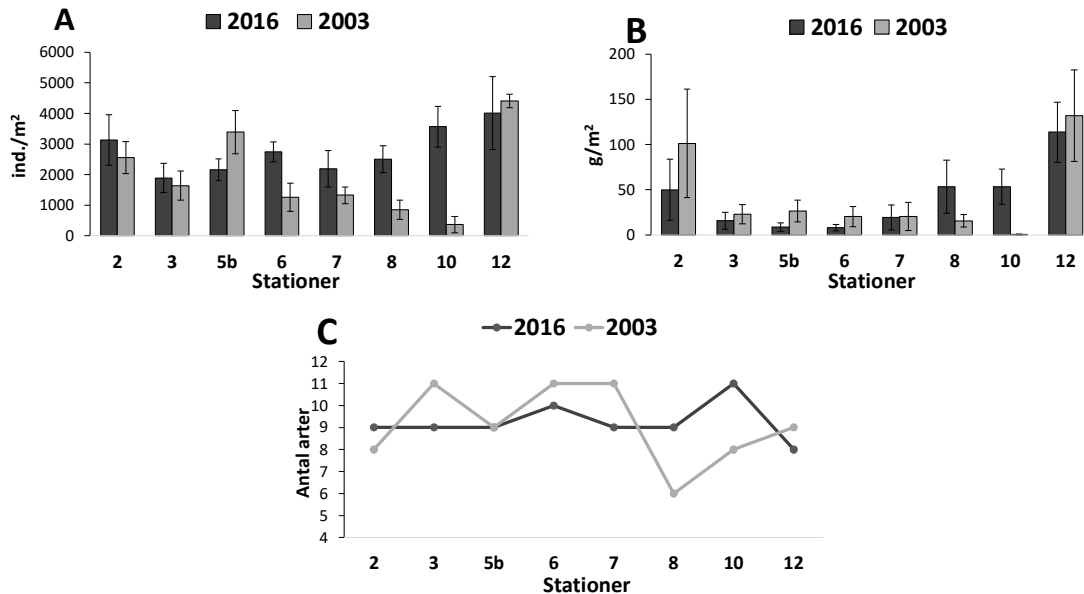 A
2016 2003
6000
5000
4000
3000
2000
1000
0
ind./m²
2 3 5b 6 7 8 10 12
Stationer
B
2016 2003
200
150
100
50
0
g/m²
2 3 5b 6 7 8 10 12
Stationer
C
2016 2003
12
11
10
9
8
7
6
5
4
Antal arter
2 3 5b 6 7 8 10 12
Stationer